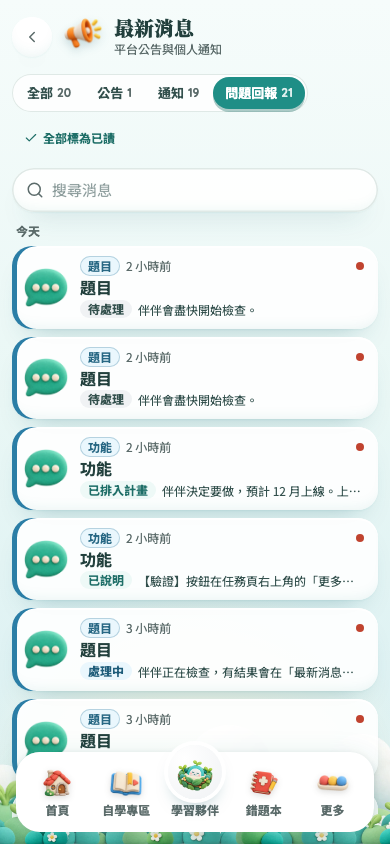 最新消息
平台公告與個人通知
全部 20 公告 1 通知 19 問題回報 21
全部標為已讀
搜尋消息
今天
題目 2 小時前
題目
待處理 伴伴會盡快開始檢查。
題目 2 小時前
題目
待處理 伴伴會盡快開始檢查。
功能 2 小時前
功能
已排入計畫 伴伴決定要做，預計 12 月上線。上…
功能 2 小時前
功能
已說明 【驗證】按鈕在任務頁右上角的「更多…
題目 3 小時前
題目
處理中 伴伴正在檢查，有結果會在「最新消息…
題目 3 小時前
題目
首頁 自學專區 學習夥伴 錯題本 更多